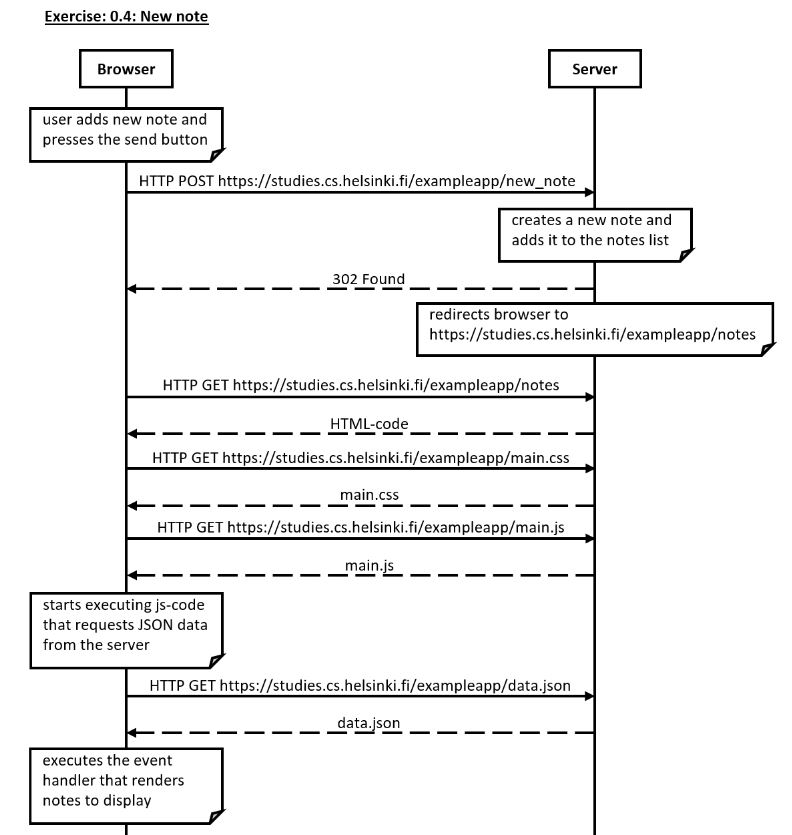 Exercise: 0.4: New note
Browser
Server
user adds new note and
presses the send button
HTTP POST https://studies.cs.helsinki.fi/exampleapp/new_note
creates a new note and
adds it to the notes list
302 Found
redirects browser to
https://studies.cs.helsinki.fi/exampleapp/notes
HTTP GET https://studies.cs.helsinki.fi/exampleapp/notes
HTML-code
HTTP GET https://studies.cs.helsinki.fi/exampleapp/main.css
main.css
HTTP GET https://studies.cs.helsinki.fi/exampleapp/main.js
main.js
starts executing js-code
that requests JSON data
from the server
HTTP GET https://studies.cs.helsinki.fi/exampleapp/data.json
data.json
executes the event
handler that renders
notes to display